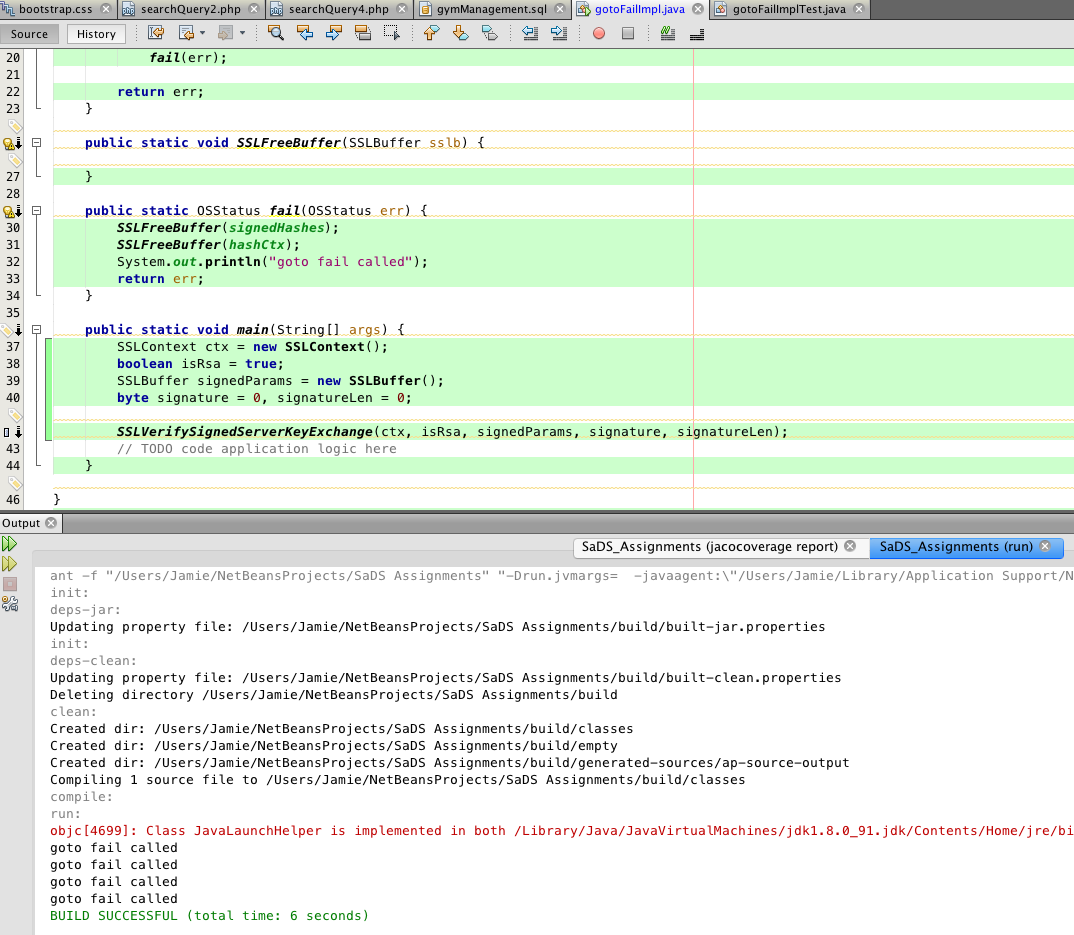 bootstrap.css searchQuery2.php searchQuery4.php gymManagement.sql gotoFailImpl.java gotoFailImplTest.java
Source History
20 fail(err);
21
22 return err;
23 }
public static void SSLFreeBuffer(SSLBuffer sslb) {
27 }
28
public static OSStatus fail(OSStatus err) {
30 SSLFreeBuffer(signedHashes);
31 SSLFreeBuffer(hashCtx);
32 System.out.println("goto fail called");
33 return err;
34 }
35
public static void main(String[] args) {
37 SSLContext ctx = new SSLContext();
38 boolean isRsa = true;
39 SSLBuffer signedParams = new SSLBuffer();
40 byte signature = 0, signatureLen = 0;
SSLVerifySignedServerKeyExchange(ctx, isRsa, signedParams, signature, signatureLen);
43 // TODO code application logic here
44 }
46 }
Output
SaDS_Assignments (jacocoverage report) SaDS_Assignments (run)
ant -f "/Users/Jamie/NetBeansProjects/SaDS Assignments" "-Drun.jvmargs= -javaagent:\"/Users/Jamie/Library/Application Support/N
init:
deps-jar:
Updating property file: /Users/Jamie/NetBeansProjects/SaDS Assignments/build/built-jar.properties
init:
deps-clean:
Updating property file: /Users/Jamie/NetBeansProjects/SaDS Assignments/build/built-clean.properties
Deleting directory /Users/Jamie/NetBeansProjects/SaDS Assignments/build
clean:
Created dir: /Users/Jamie/NetBeansProjects/SaDS Assignments/build/classes
Created dir: /Users/Jamie/NetBeansProjects/SaDS Assignments/build/empty
Created dir: /Users/Jamie/NetBeansProjects/SaDS Assignments/build/generated-sources/ap-source-output
Compiling 1 source file to /Users/Jamie/NetBeansProjects/SaDS Assignments/build/classes
compile:
run:
objc[4699]: Class JavaLaunchHelper is implemented in both /Library/Java/JavaVirtualMachines/jdk1.8.0_91.jdk/Contents/Home/jre/bi
goto fail called
goto fail called
goto fail called
goto fail called
BUILD SUCCESSFUL (total time: 6 seconds)